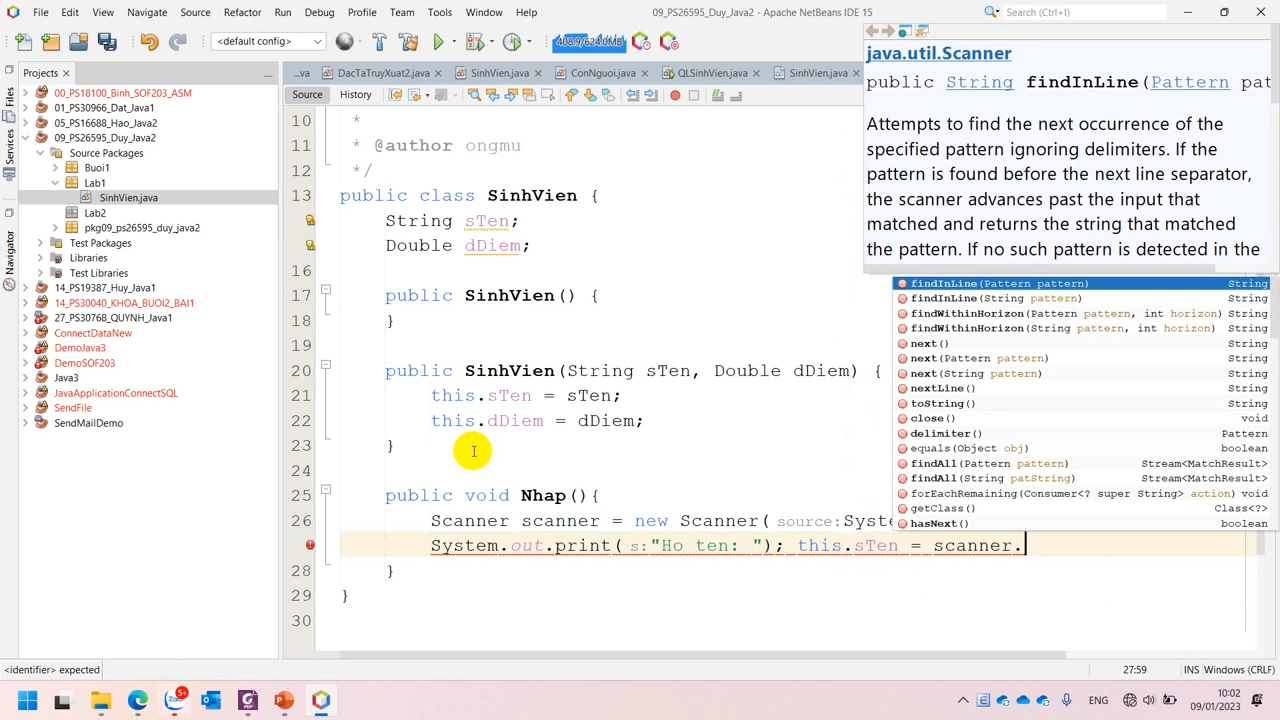 File Edit View Navigate Source Refactor Run Debug Profile Team Tools Window Help 09_PS26595_Duy_Java2 - Apache NetBeans IDE 15 Search (Ctrl+I)
<default config> 408.9/624.0MB
Projects
...va DacTaTruyXuat2.java SinhVien.java ConNguoi.java QLSinhVien.java SinhVien.java
Source History
Files
Services
Navigator
00_PS18100_Binh_SOF203_ASM
01_PS30966_Dat_Java1
05_PS16688_Hao_Java2
09_PS26595_Duy_Java2
Source Packages
Buoi1
Lab1
SinhVien.java
Lab2
pkg09_ps26595_duy_java2
Test Packages
Libraries
Test Libraries
14_PS19387_Huy_Java1
14_PS30040_KHOA_BUOI2_BAI1
27_PS30768_QUYNH_Java1
ConnectDataNew
DemoJava3
DemoSOF203
Java3
JavaApplicationConnectSQL
SendFile
SendMailDemo
10 *
11 * @author ongmu
12 */
13 public class SinhVien {
String sTen;
Double dDiem;
16
17 public SinhVien() {
18 }
19
20 public SinhVien(String sTen, Double dDiem) {
21 this.sTen = sTen;
22 this.dDiem = dDiem;
23 }
24
25 public void Nhap(){
26 Scanner scanner = new Scanner( source:Syste
System.out.print( s:"Ho ten: "); this.sTen = scanner.
28 }
29 }
30
java.util.Scanner
public String findInLine(Pattern pat
Attempts to find the next occurrence of the
specified pattern ignoring delimiters. If the
pattern is found before the next line separator,
the scanner advances past the input that
matched and returns the string that matched
the pattern. If no such pattern is detected in the
findInLine(Pattern pattern) String
findInLine(String pattern) String
findWithinHorizon(Pattern pattern, int horizon) String
findWithinHorizon(String pattern, int horizon) String
next() String
next(Pattern pattern) String
next(String pattern) String
nextLine() String
toString() String
close() void
delimiter() Pattern
equals(Object obj) boolean
findAll(Pattern pattern) Stream<MatchResult>
findAll(String patString) Stream<MatchResult>
forEachRemaining(Consumer<? super String> action) void
getClass() Class<?>
hasNext() boolean
<identifier> expected 27:59 INS Windows (CRLF)
Zalo 5+ ENG 10:02
09/01/2023